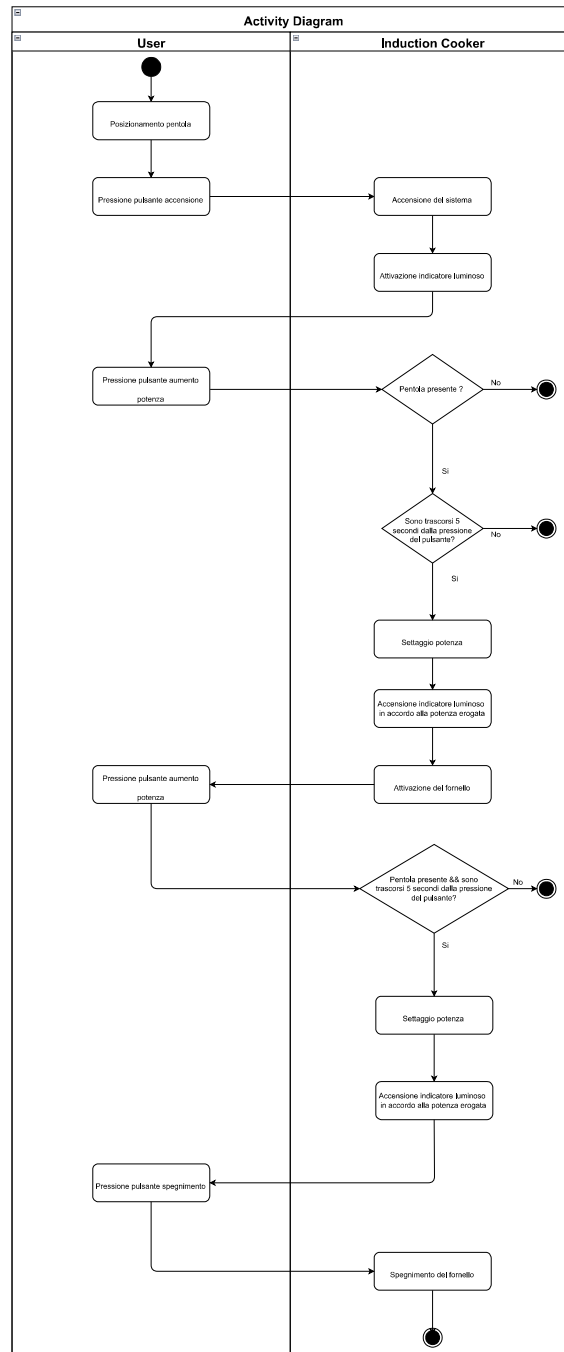 Activity Diagram
User
Induction Cooker
Posizionamento pentola
Pressione pulsante accensione
Accensione del sistema
Attivazione indicatore luminoso
Pressione pulsante aumento
potenza
Pentola presente ?
No
Si
Sono trascorsi 5
secondi dalla pressione
del pulsante?
No
Si
Settaggio potenza
Accensione indicatore luminoso
in accordo alla potenza erogata
Attivazione del fornello
Pressione pulsante aumento
potenza
Pentola presente && sono
trascorsi 5 secondi dalla pressione
del pulsante?
No
Si
Settaggio potenza
Accensione indicatore luminoso
in accordo alla potenza erogata
Pressione pulsante spegnimento
Spegnimento del fornello